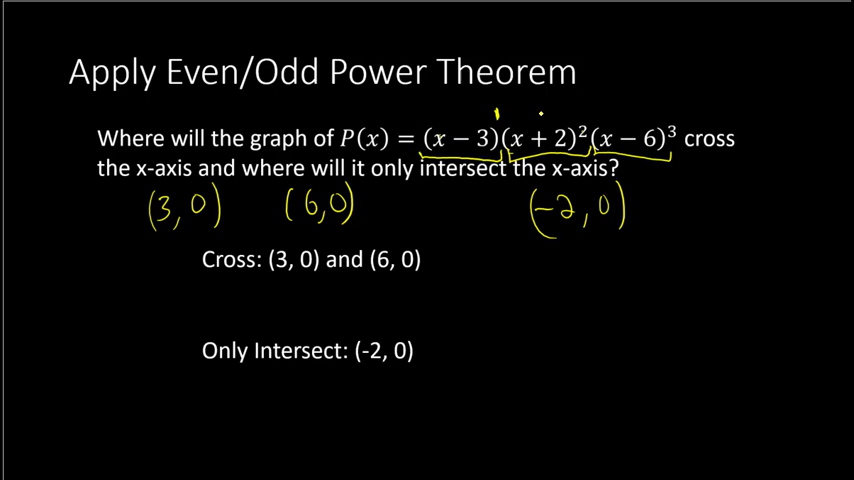 Apply Even/Odd Power Theorem
Where will the graph of P(x) = (x − 3)(x + 2)²(x − 6)³ cross
the x-axis and where will it only intersect the x-axis?
(3, 0) (6,0) (-2, 0)
Cross: (3, 0) and (6, 0)
Only Intersect: (-2, 0)